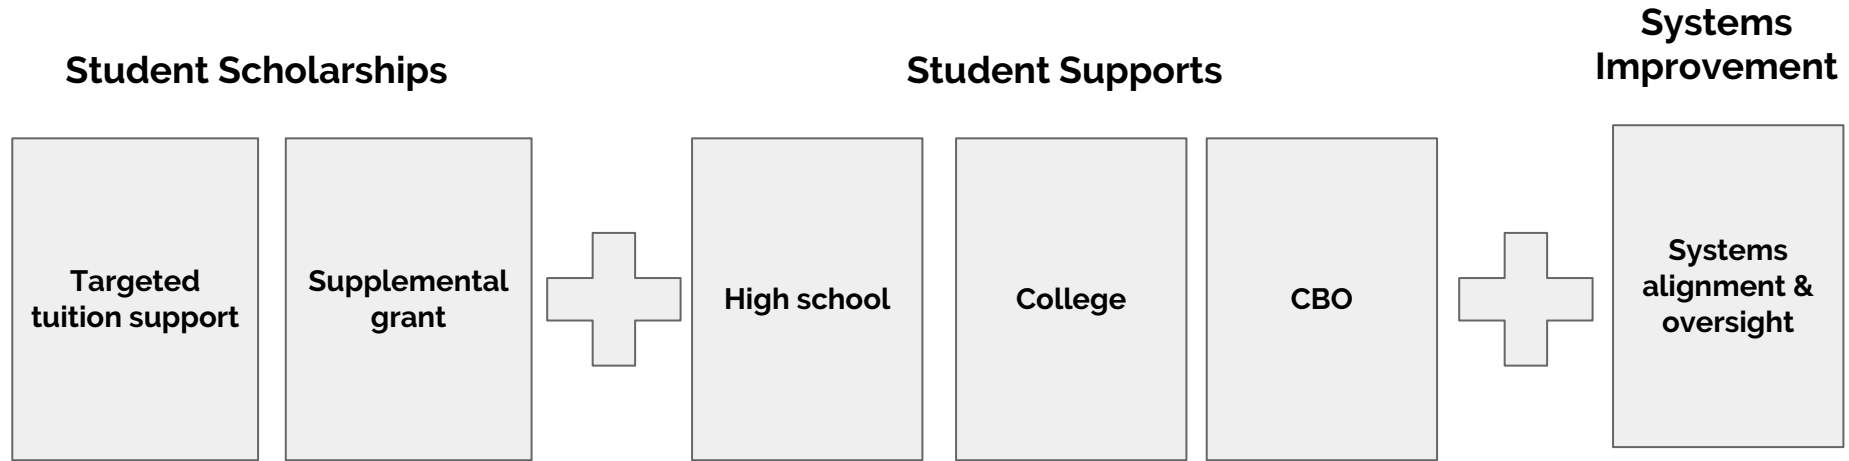 Student Scholarships
Student Supports
Systems
Improvement
Targeted
tuition support
Supplemental
grant
High school
College
CBO
Systems
alignment &
oversight